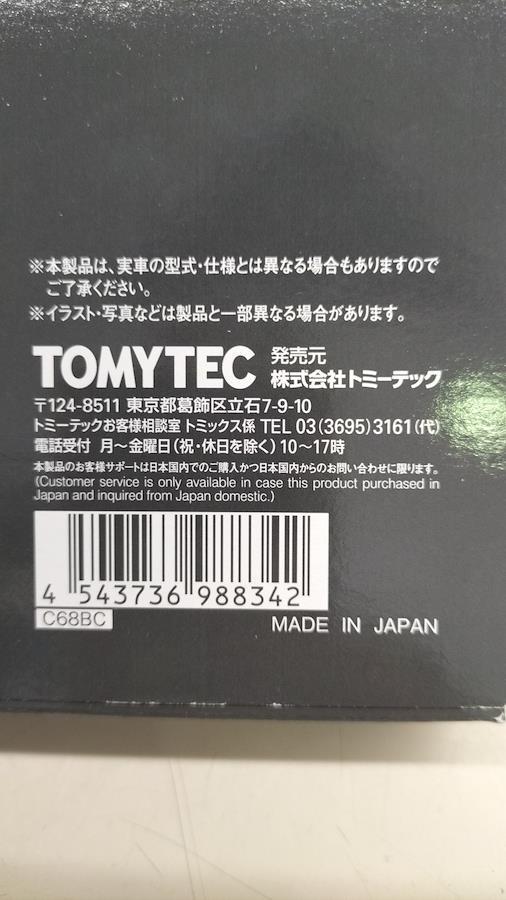 ※本製品は、実車の型式・仕様とは異なる場合もありますので
ご了承ください。
※イラスト・写真などは製品と一部異なる場合があります。
TOMYTEC 発売元 株式会社トミーテック
〒124-8511 東京都葛飾区立石7-9-10
トミーテックお客様相談室 トミックス係 TEL 03(3695)3161(代)
電話受付 月〜金曜日(祝・休日を除く)10〜17時
本製品のお客様サポートは日本国内でのご購入かつ日本国内からのお問い合わせに限ります。
(Customer service is only available in case this product purchased in
Japan and inquired from Japan domestic.)
4 543736 988342
C68BC
MADE IN JAPAN